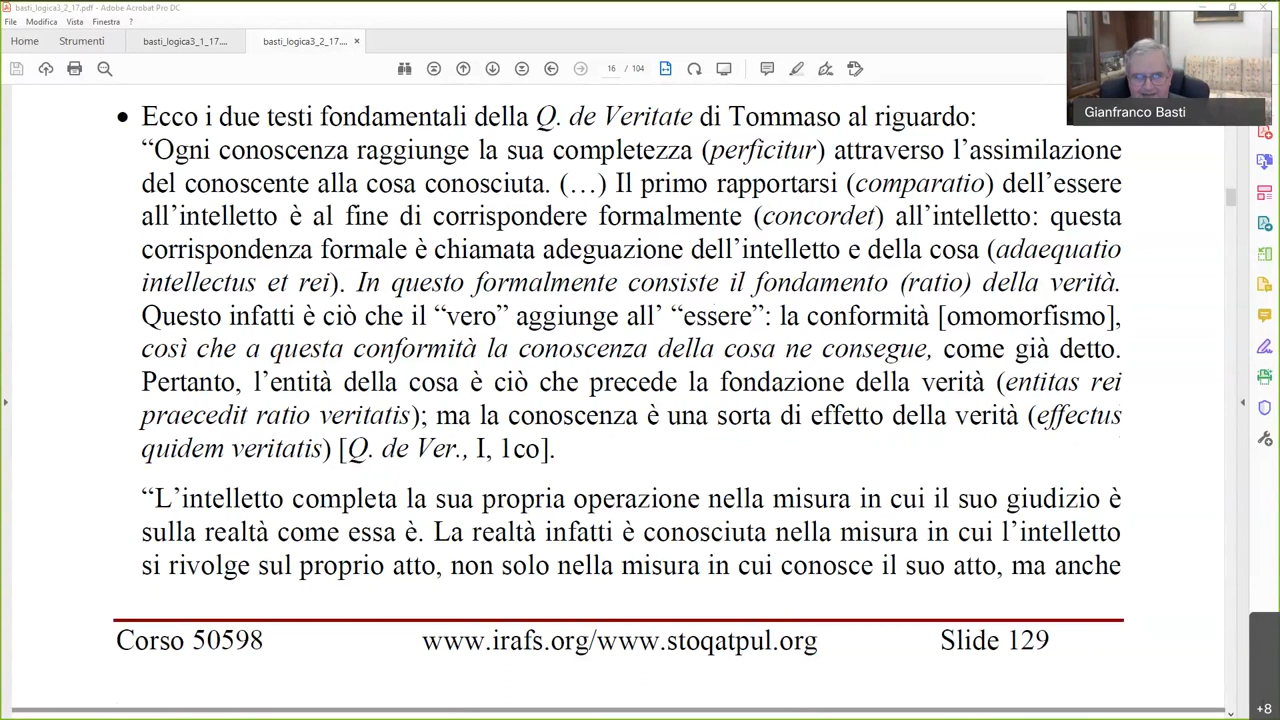 basti_logica3_2_17.pdf - Adobe Acrobat Pro DC
File Modifica Vista Finestra ?
Home Strumenti basti_logica3_1_17.... basti_logica3_2_17.... ×
16 / 104
Gianfranco Basti
• Ecco i due testi fondamentali della Q. de Veritate di Tommaso al riguardo:
“Ogni conoscenza raggiunge la sua completezza (perficitur) attraverso l’assimilazione
del conoscente alla cosa conosciuta. (…) Il primo rapportarsi (comparatio) dell’essere
all’intelletto è al fine di corrispondere formalmente (concordet) all’intelletto: questa
corrispondenza formale è chiamata adeguazione dell’intelletto e della cosa (adaequatio
intellectus et rei). In questo formalmente consiste il fondamento (ratio) della verità.
Questo infatti è ciò che il “vero” aggiunge all’ “essere”: la conformità [omomorfismo],
così che a questa conformità la conoscenza della cosa ne consegue, come già detto.
Pertanto, l’entità della cosa è ciò che precede la fondazione della verità (entitas rei
praecedit ratio veritatis); ma la conoscenza è una sorta di effetto della verità (effectus
quidem veritatis) [Q. de Ver., I, 1co].
“L’intelletto completa la sua propria operazione nella misura in cui il suo giudizio è
sulla realtà come essa è. La realtà infatti è conosciuta nella misura in cui l’intelletto
si rivolge sul proprio atto, non solo nella misura in cui conosce il suo atto, ma anche
Corso 50598 www.irafs.org/www.stoqatpul.org Slide 129
+8